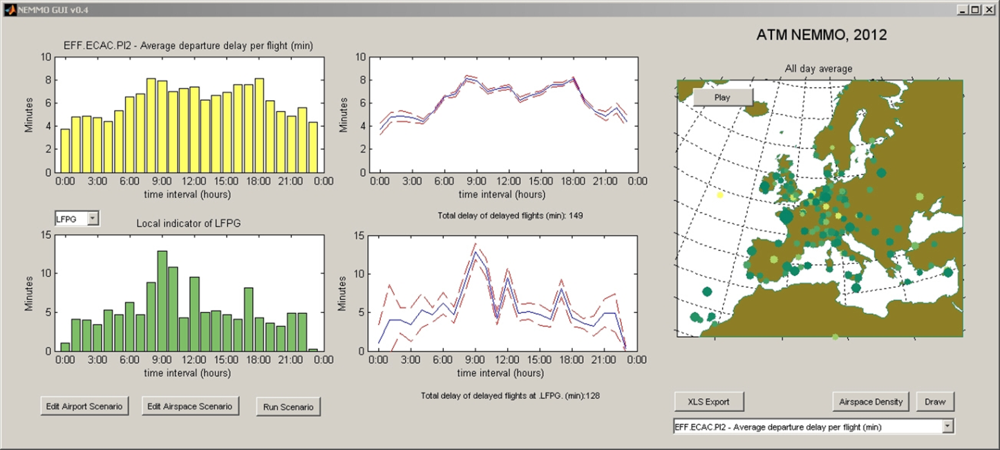 NEMMO GUI v0.4
EFF.ECAC.PI2 - Average departure delay per flight (min)
Minutes
10
8
6
4
2
0
0:00 3:00 6:00 9:00 12:00 15:00 18:00 21:00 0:00
time interval (hours)
Minutes
10
8
6
4
2
0
0:00 3:00 6:00 9:00 12:00 15:00 18:00 21:00 0:00
time interval (hours)
Total delay of delayed flights (min): 149
LFPG
Local indicator of LFPG
Minutes
15
10
5
0
0:00 3:00 6:00 9:00 12:00 15:00 18:00 21:00 0:00
time interval (hours)
Minutes
15
10
5
0
0:00 3:00 6:00 9:00 12:00 15:00 18:00 21:00 0:00
time interval (hours)
Total delay of delayed flights at .LFPG. (min):128
Edit Airport Scenario
Edit Airspace Scenario
Run Scenario
ATM NEMMO, 2012
All day average
Play
XLS Export
Airspace Density
Draw
EFF.ECAC.PI2 - Average departure delay per flight (min)